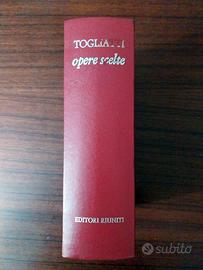 TOGLIATTI
opere scelte
EDITORI RIUNITI
subito